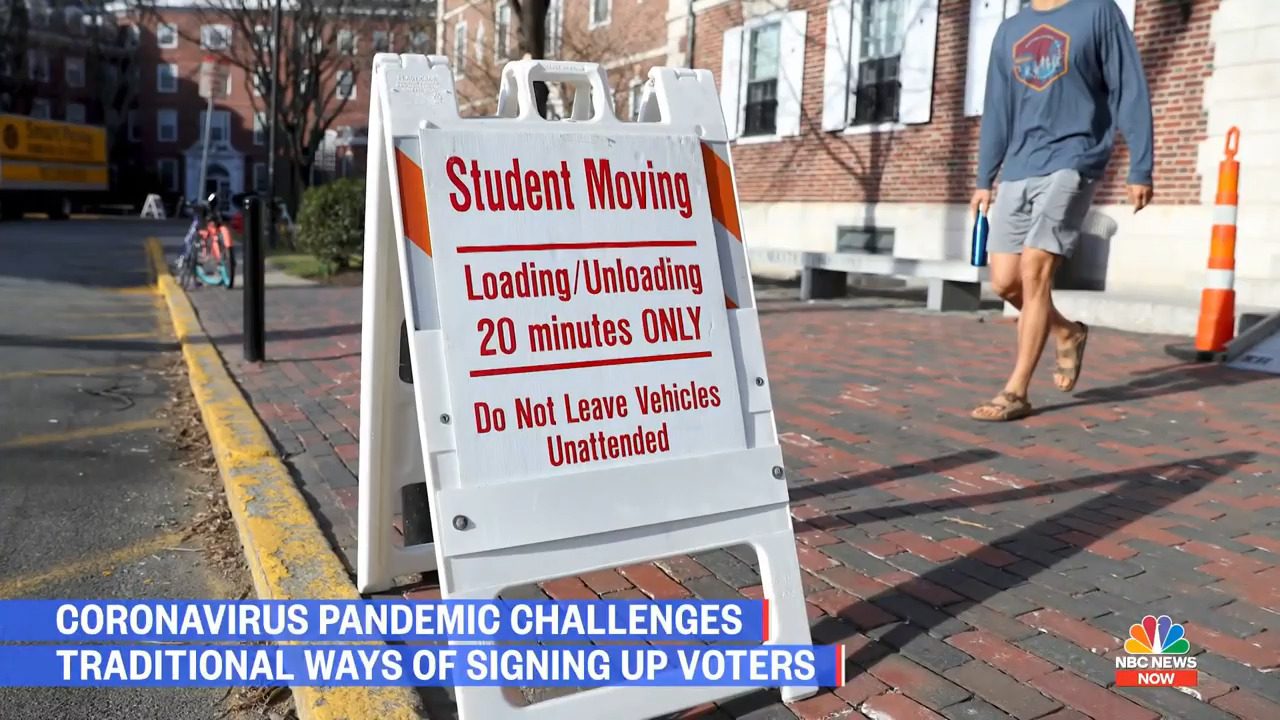 Student Moving
Loading/Unloading
20 minutes ONLY
Do Not Leave Vehicles
Unattended
CORONAVIRUS PANDEMIC CHALLENGES
TRADITIONAL WAYS OF SIGNING UP VOTERS
NBC NEWS
NOW